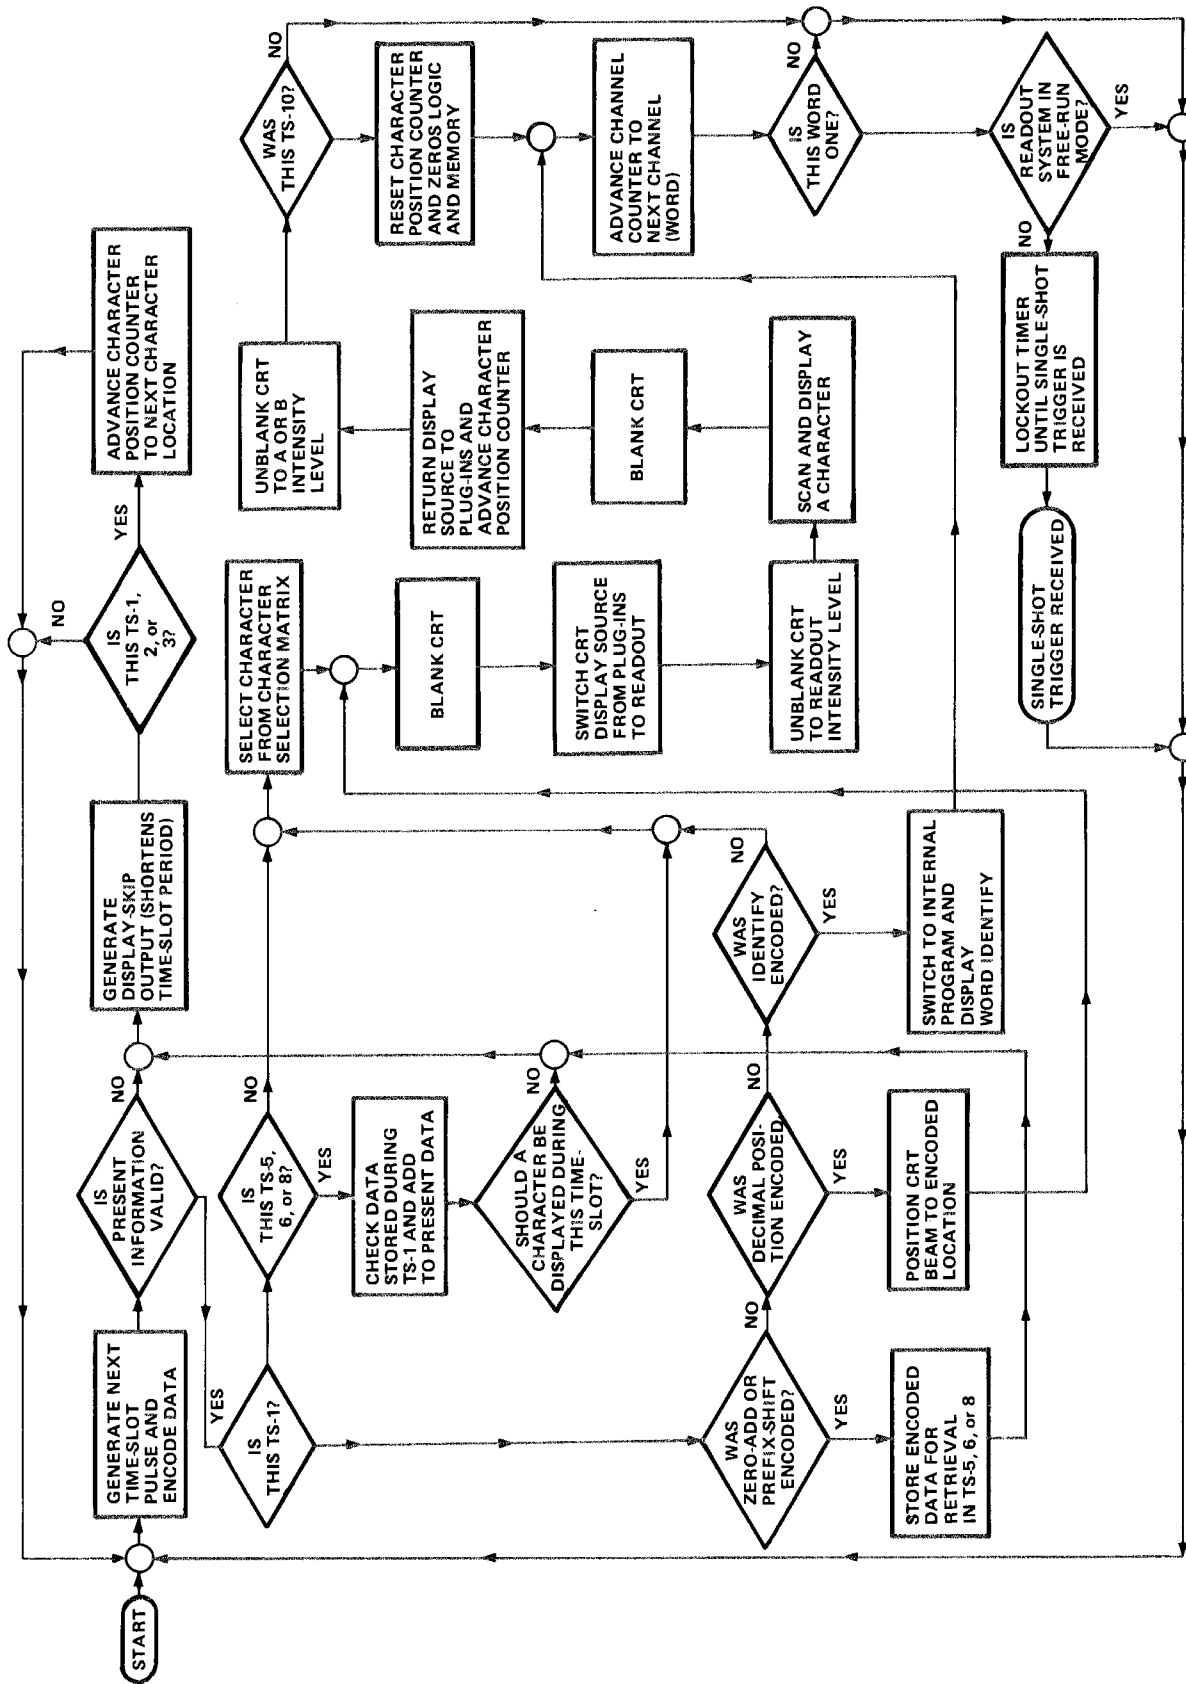 START
GENERATE NEXT
TIME-SLOT
PULSE AND
ENCODE DATA
IS
PRESENT
INFORMATION
VALID?
NO
YES
GENERATE
DISPLAY-SKIP
OUTPUT (SHORTENS
TIME-SLOT PERIOD)
IS
THIS TS-1,
2, or
3?
NO
YES
ADVANCE CHARACTER
POSITION COUNTER
TO NEXT CHARACTER
LOCATION
IS
THIS TS-1?
IS
THIS TS-5,
6, or 8?
NO
YES
CHECK DATA
STORED DURING
TS-1 AND ADD
TO PRESENT DATA
SHOULD A
CHARACTER BE
DISPLAYED DURING
THIS TIME-
SLOT?
NO
YES
SELECT CHARACTER
FROM CHARACTER
SELECTION MATRIX
BLANK CRT
SWITCH CRT
DISPLAY SOURCE
FROM PLUG-INS
TO READOUT
UNBLANK CRT
TO READOUT
INTENSITY LEVEL
SCAN AND DISPLAY
A CHARACTER
BLANK CRT
RETURN DISPLAY
SOURCE TO
PLUG-INS AND
ADVANCE CHARACTER
POSITION COUNTER
UNBLANK CRT
TO A OR B
INTENSITY
LEVEL
WAS
THIS TS-10?
NO
RESET CHARACTER
POSITION COUNTER
AND ZEROS LOGIC
AND MEMORY
ADVANCE CHANNEL
COUNTER TO
NEXT CHANNEL
(WORD)
IS
THIS WORD
ONE?
NO
IS
READOUT
SYSTEM IN
FREE-RUN
MODE?
NO
YES
LOCKOUT TIMER
UNTIL SINGLE-SHOT
TRIGGER IS
RECEIVED
SINGLE-SHOT
TRIGGER RECEIVED
WAS
ZERO-ADD OR
PREFIX-SHIFT
ENCODED?
NO
YES
STORE ENCODED
DATA FOR
RETRIEVAL
IN TS-5, 6, or 8
WAS
DECIMAL POSI-
TION ENCODED
NO
YES
POSITION CRT
BEAM TO ENCODED
LOCATION
WAS
IDENTIFY
ENCODED?
NO
YES
SWITCH TO INTERNAL
PROGRAM AND
DISPLAY
WORD IDENTIFY